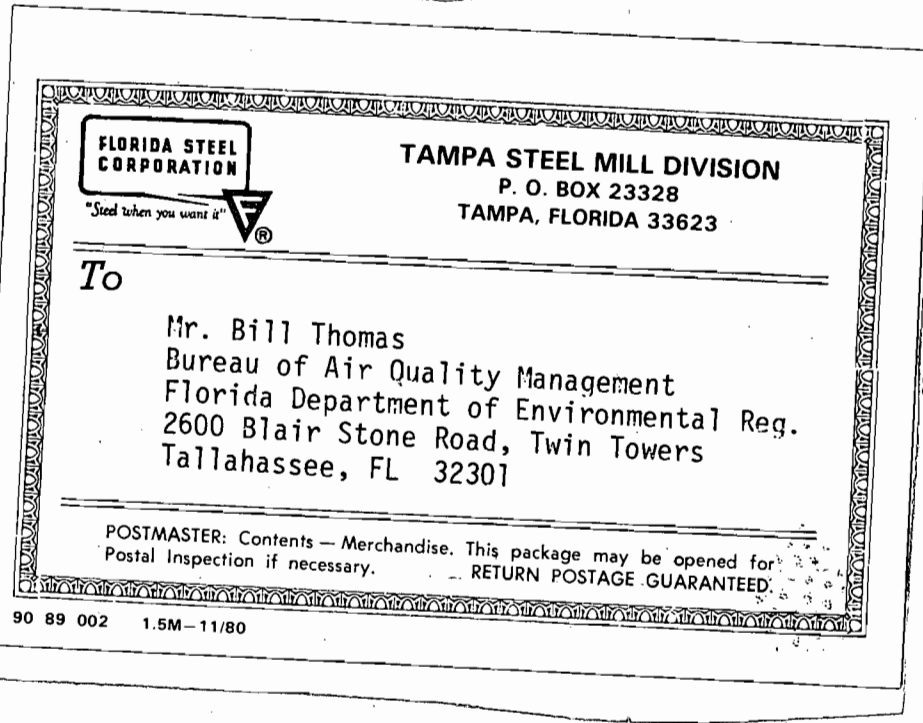 FLORIDA STEEL
CORPORATION
"Steel when you want it"
F
®
TAMPA STEEL MILL DIVISION
P. O. BOX 23328
TAMPA, FLORIDA 33623
To
Mr. Bill Thomas
Bureau of Air Quality Management
Florida Department of Environmental Reg.
2600 Blair Stone Road, Twin Towers
Tallahassee, FL 32301
POSTMASTER: Contents — Merchandise. This package may be opened for
Postal Inspection if necessary. RETURN POSTAGE GUARANTEED.
90 89 002 1.5M–11/80